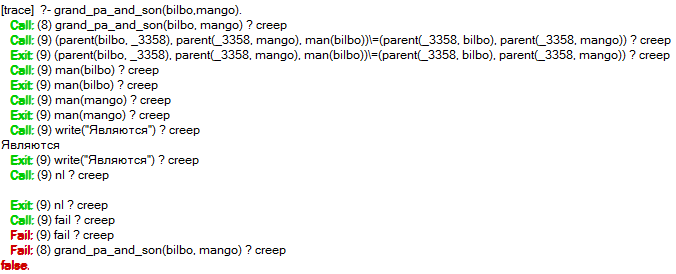 [trace]  ?- grand_pa_and_son(bilbo,mango).
Call: (8) grand_pa_and_son(bilbo, mango) ? creep
Call: (9) (parent(bilbo, _3358), parent(_3358, mango), man(bilbo))\=(parent(_3358, bilbo), parent(_3358, mango)) ? creep
Exit: (9) (parent(bilbo, _3358), parent(_3358, mango), man(bilbo))\=(parent(_3358, bilbo), parent(_3358, mango)) ? creep
Call: (9) man(bilbo) ? creep
Exit: (9) man(bilbo) ? creep
Call: (9) man(mango) ? creep
Exit: (9) man(mango) ? creep
Call: (9) write("Являются") ? creep
Являются
Exit: (9) write("Являются") ? creep
Call: (9) nl ? creep
Exit: (9) nl ? creep
Call: (9) fail ? creep
Fail: (9) fail ? creep
Fail: (8) grand_pa_and_son(bilbo, mango) ? creep
false.